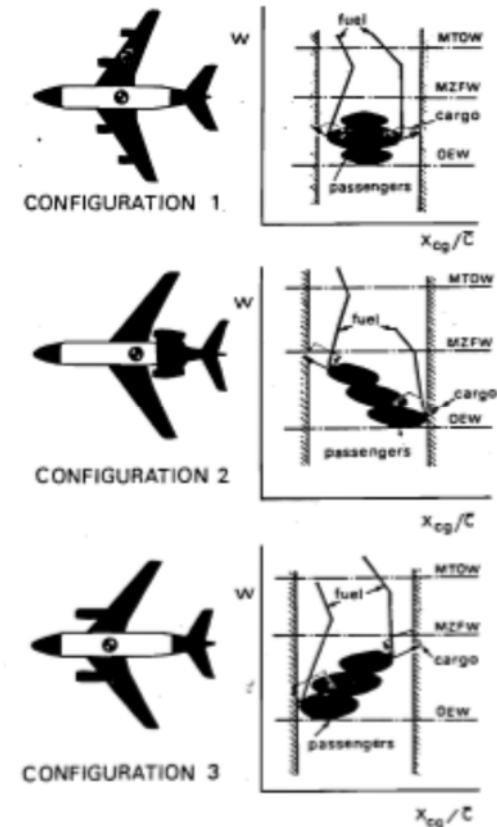 fuel
W
MTOW
MZFW
cargo
OEW
passengers
CONFIGURATION 1
Xcg/c̅
W
MTOW
fuel
MZFW
cargo
OEW
passengers
CONFIGURATION 2
Xcg/c̅
W
MTOW
fuel
MZFW
cargo
OEW
passengers
CONFIGURATION 3
Xcg/c̅